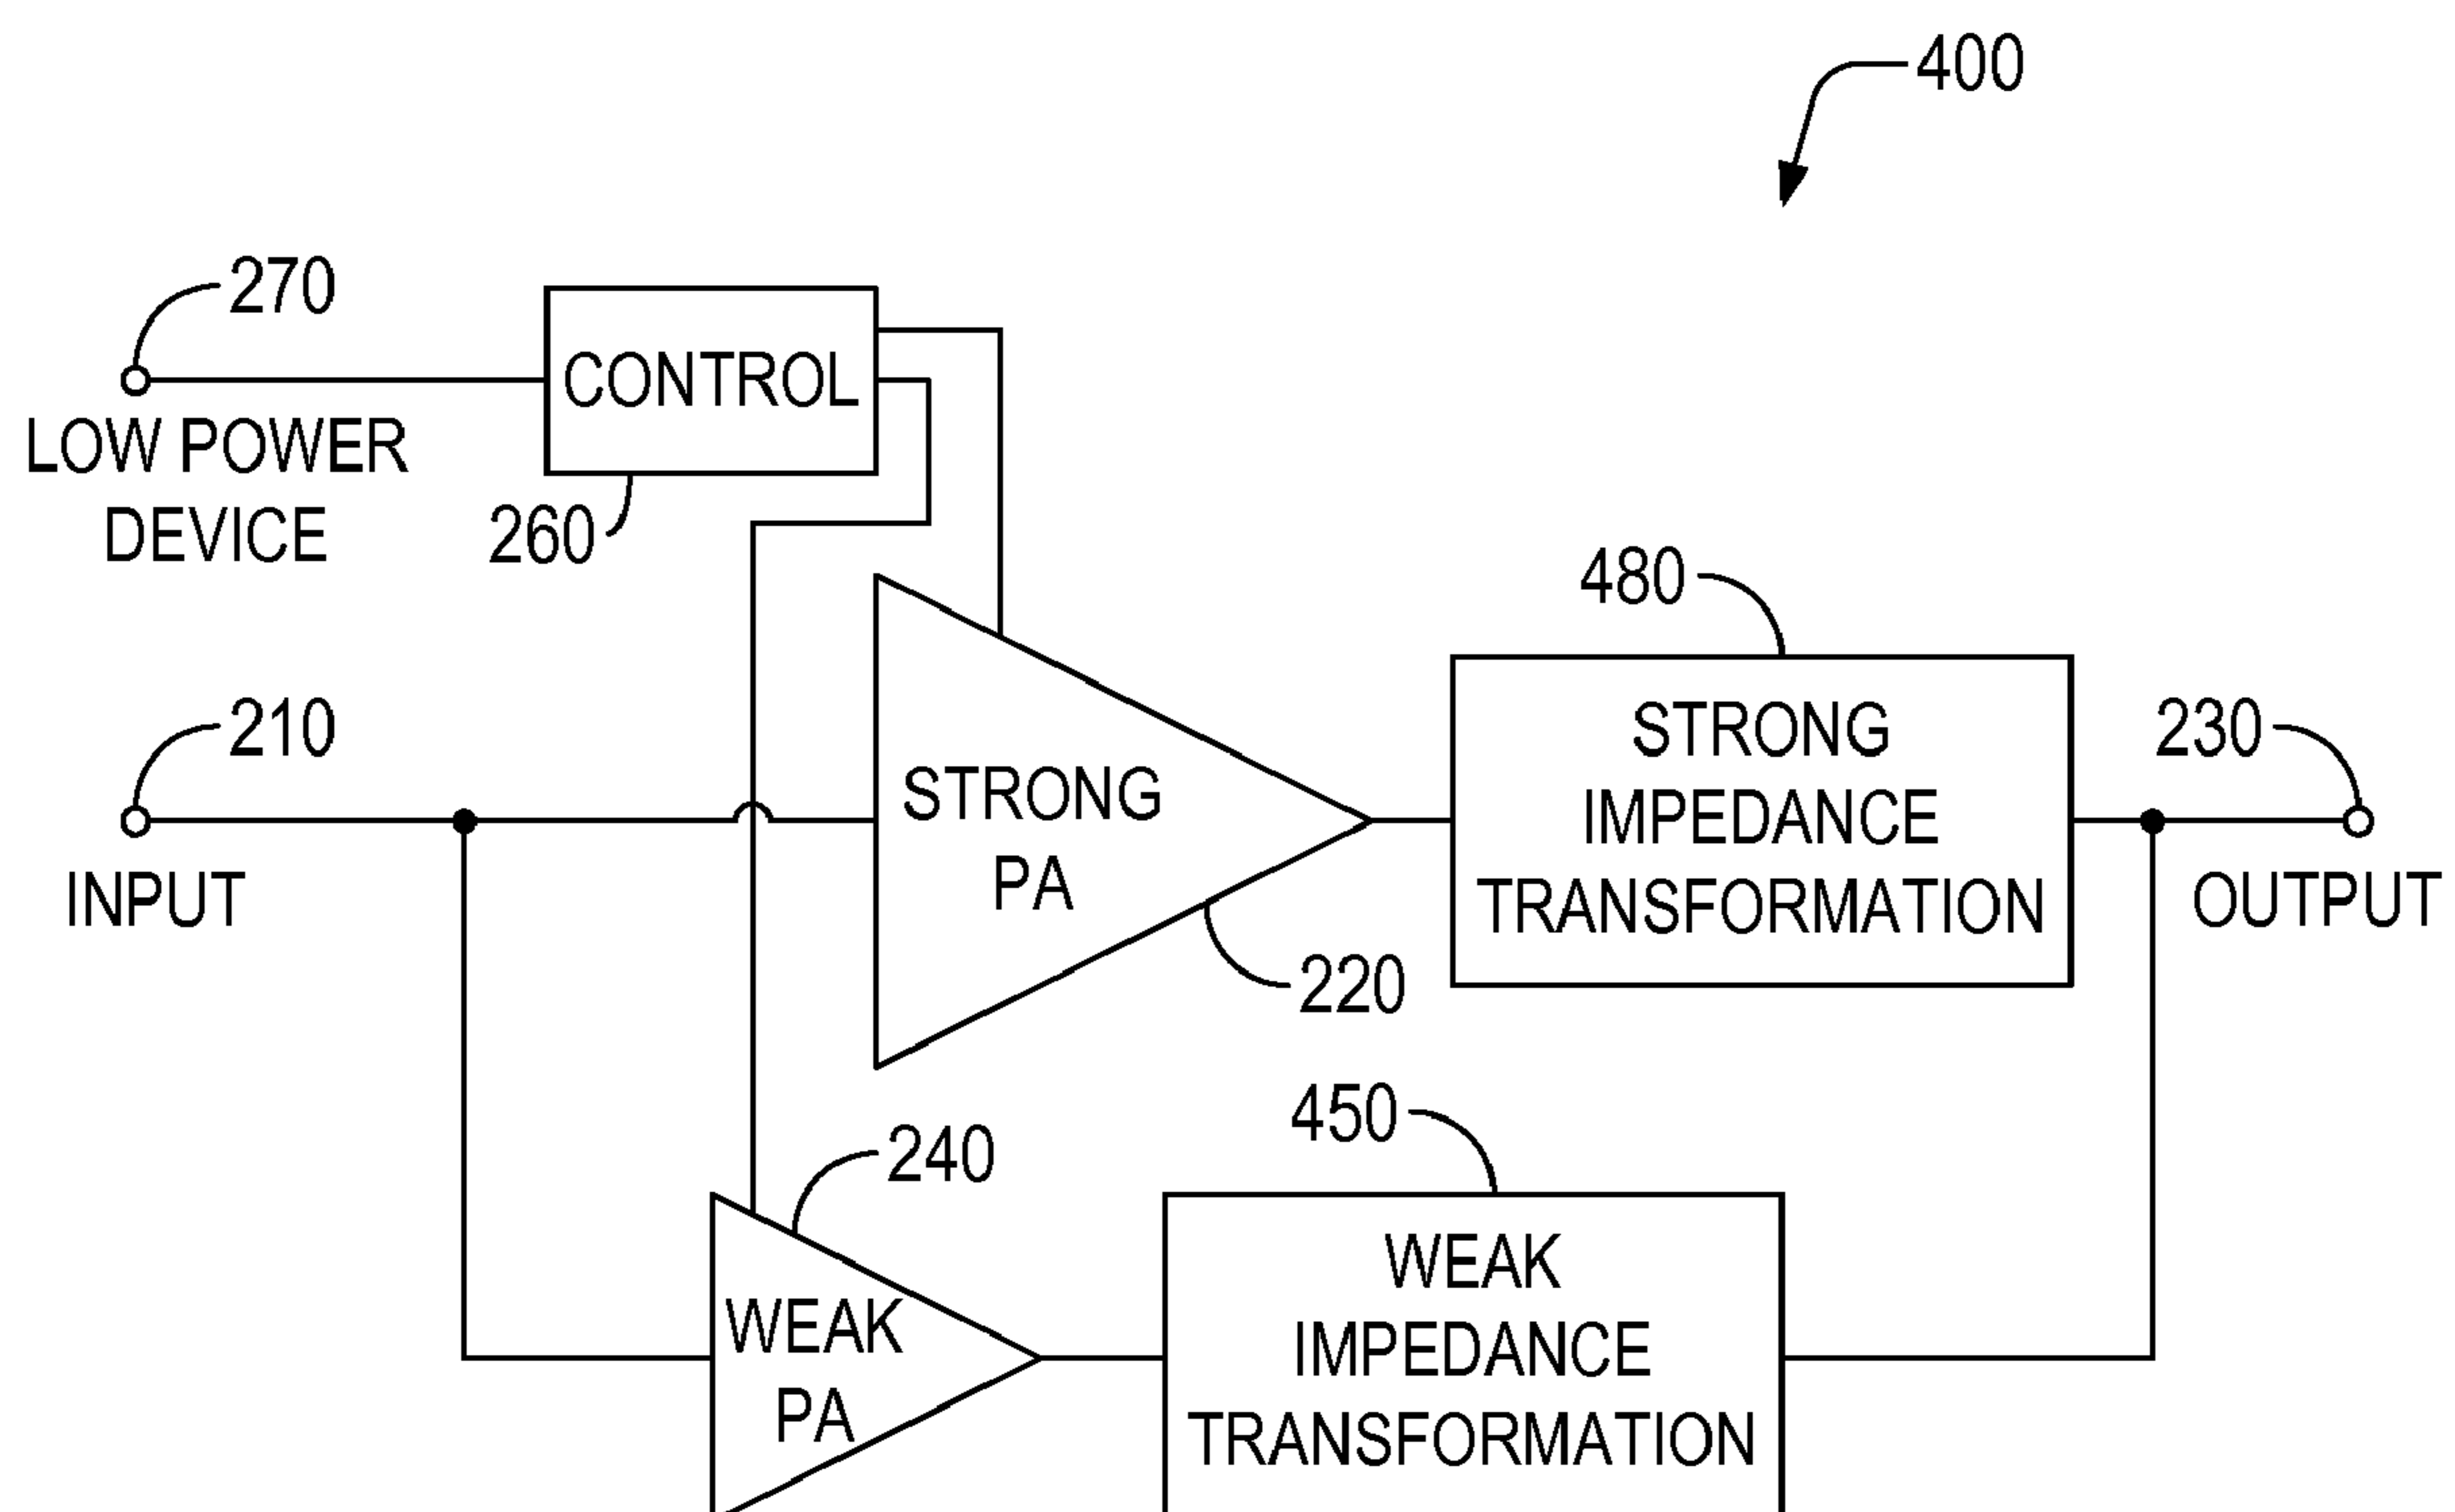 400
270
CONTROL
LOW POWER
DEVICE
260
480
210
STRONG
IMPEDANCE
TRANSFORMATION
230
STRONG
PA
INPUT
OUTPUT
220
450
240
WEAK
PA
WEAK
IMPEDANCE
TRANSFORMATION